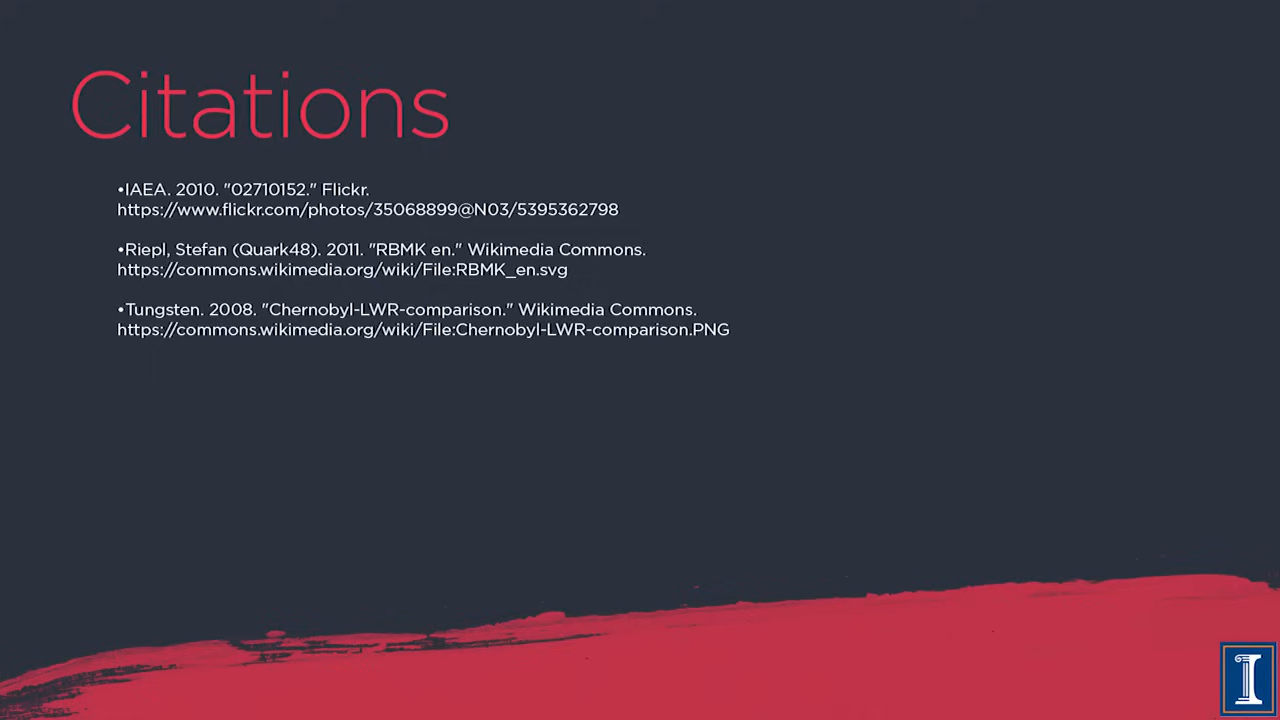 Citations
•IAEA. 2010. "02710152." Flickr.
https://www.flickr.com/photos/35068899@N03/5395362798
•Riepl, Stefan (Quark48). 2011. "RBMK en." Wikimedia Commons.
https://commons.wikimedia.org/wiki/File:RBMK_en.svg
•Tungsten. 2008. "Chernobyl-LWR-comparison." Wikimedia Commons.
https://commons.wikimedia.org/wiki/File:Chernobyl-LWR-comparison.PNG